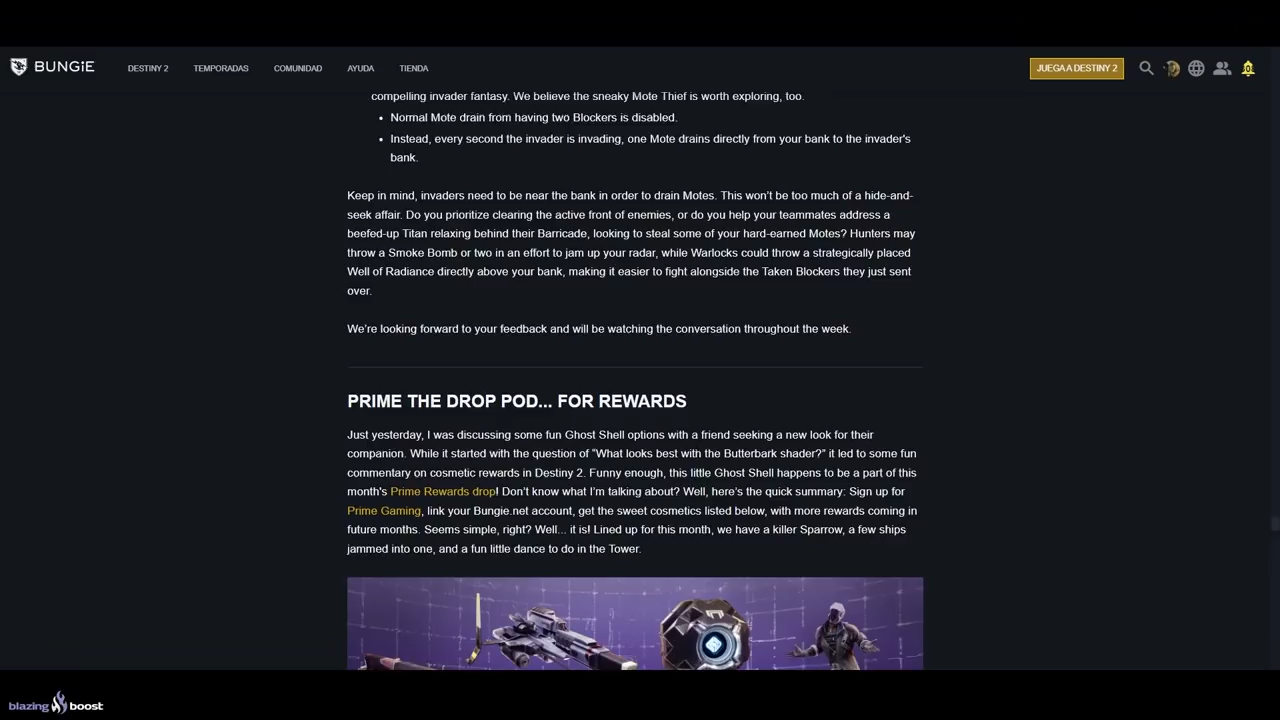 BUNGiE
DESTINY 2
TEMPORADAS
COMUNIDAD
AYUDA
TIENDA
JUEGA A DESTINY 2
compelling invader fantasy. We believe the sneaky Mote Thief is worth exploring, too.
• Normal Mote drain from having two Blockers is disabled.
• Instead, every second the invader is invading, one Mote drains directly from your bank to the invader's
bank.
Keep in mind, invaders need to be near the bank in order to drain Motes. This won't be too much of a hide-and-
seek affair. Do you prioritize clearing the active front of enemies, or do you help your teammates address a
beefed-up Titan relaxing behind their Barricade, looking to steal some of your hard-earned Motes? Hunters may
throw a Smoke Bomb or two in an effort to jam up your radar, while Warlocks could throw a strategically placed
Well of Radiance directly above your bank, making it easier to fight alongside the Taken Blockers they just sent
over.
We're looking forward to your feedback and will be watching the conversation throughout the week.
PRIME THE DROP POD... FOR REWARDS
Just yesterday, I was discussing some fun Ghost Shell options with a friend seeking a new look for their
companion. While it started with the question of "What looks best with the Butterbark shader?" it led to some fun
commentary on cosmetic rewards in Destiny 2. Funny enough, this little Ghost Shell happens to be a part of this
month's Prime Rewards drop! Don't know what I'm talking about? Well, here's the quick summary: Sign up for
Prime Gaming, link your Bungie.net account, get the sweet cosmetics listed below, with more rewards coming in
future months. Seems simple, right? Well... it is! Lined up for this month, we have a killer Sparrow, a few ships
jammed into one, and a fun little dance to do in the Tower.
blazing boost